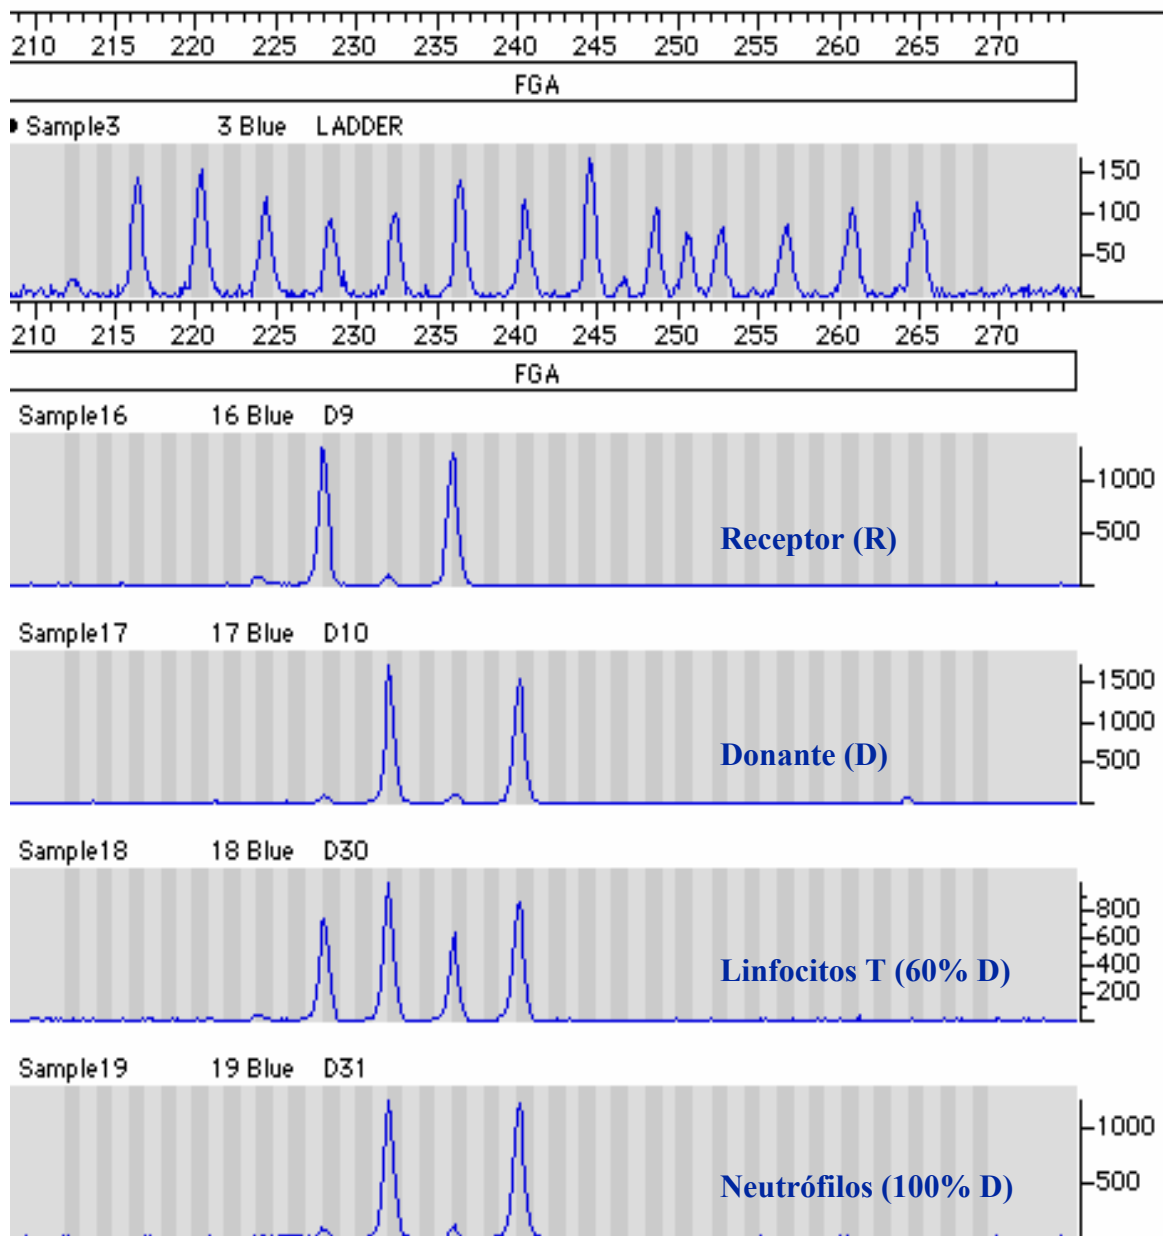 210 215 220 225 230 235 240 245 250 255 260 265 270
FGA
Sample3 3 Blue LADDER
150
100
50
210 215 220 225 230 235 240 245 250 255 260 265 270
FGA
Sample16 16 Blue D9
1000
Receptor (R)
500
Sample17 17 Blue D10
1500
1000
Donante (D)
500
Sample18 18 Blue D30
800
600
400
Linfocitos T (60% D)
200
Sample19 19 Blue D31
1000
Neutrófilos (100% D)
500